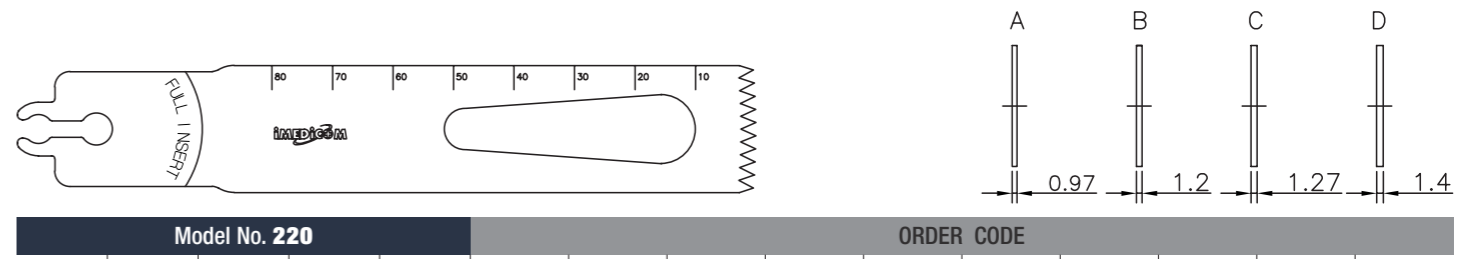 A B C D
80 70 60 50 40 30 20 10
FULL INSERT
iMEDiCOM
0.97 1.2 1.27 1.4
Model No. 220 ORDER CODE